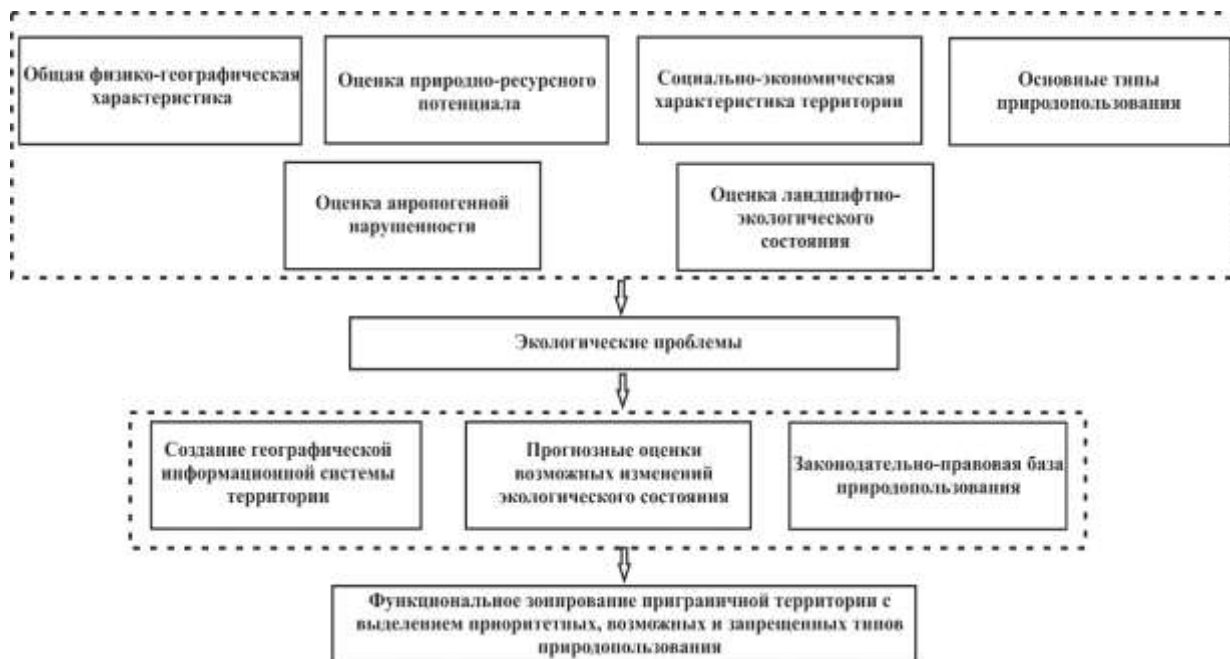 Общая физико-географическая
характеристика
Оценка природно-ресурсного
потенциала
Социально-экономическая
характеристика территории
Основные типы
природопользования
Оценка анропогенной
нарушенности
Оценка ландшафтно-
экологического
состояния
Экологические проблемы
Создание географической
информационной системы
территории
Прогнозные оценки
возможных изменений
экологического состояния
Законодательно-правовая база
природопользования
Функциональное зонирование приграничной территории с
выделением приоритетных, возможных и запрещенных типов
природопользования